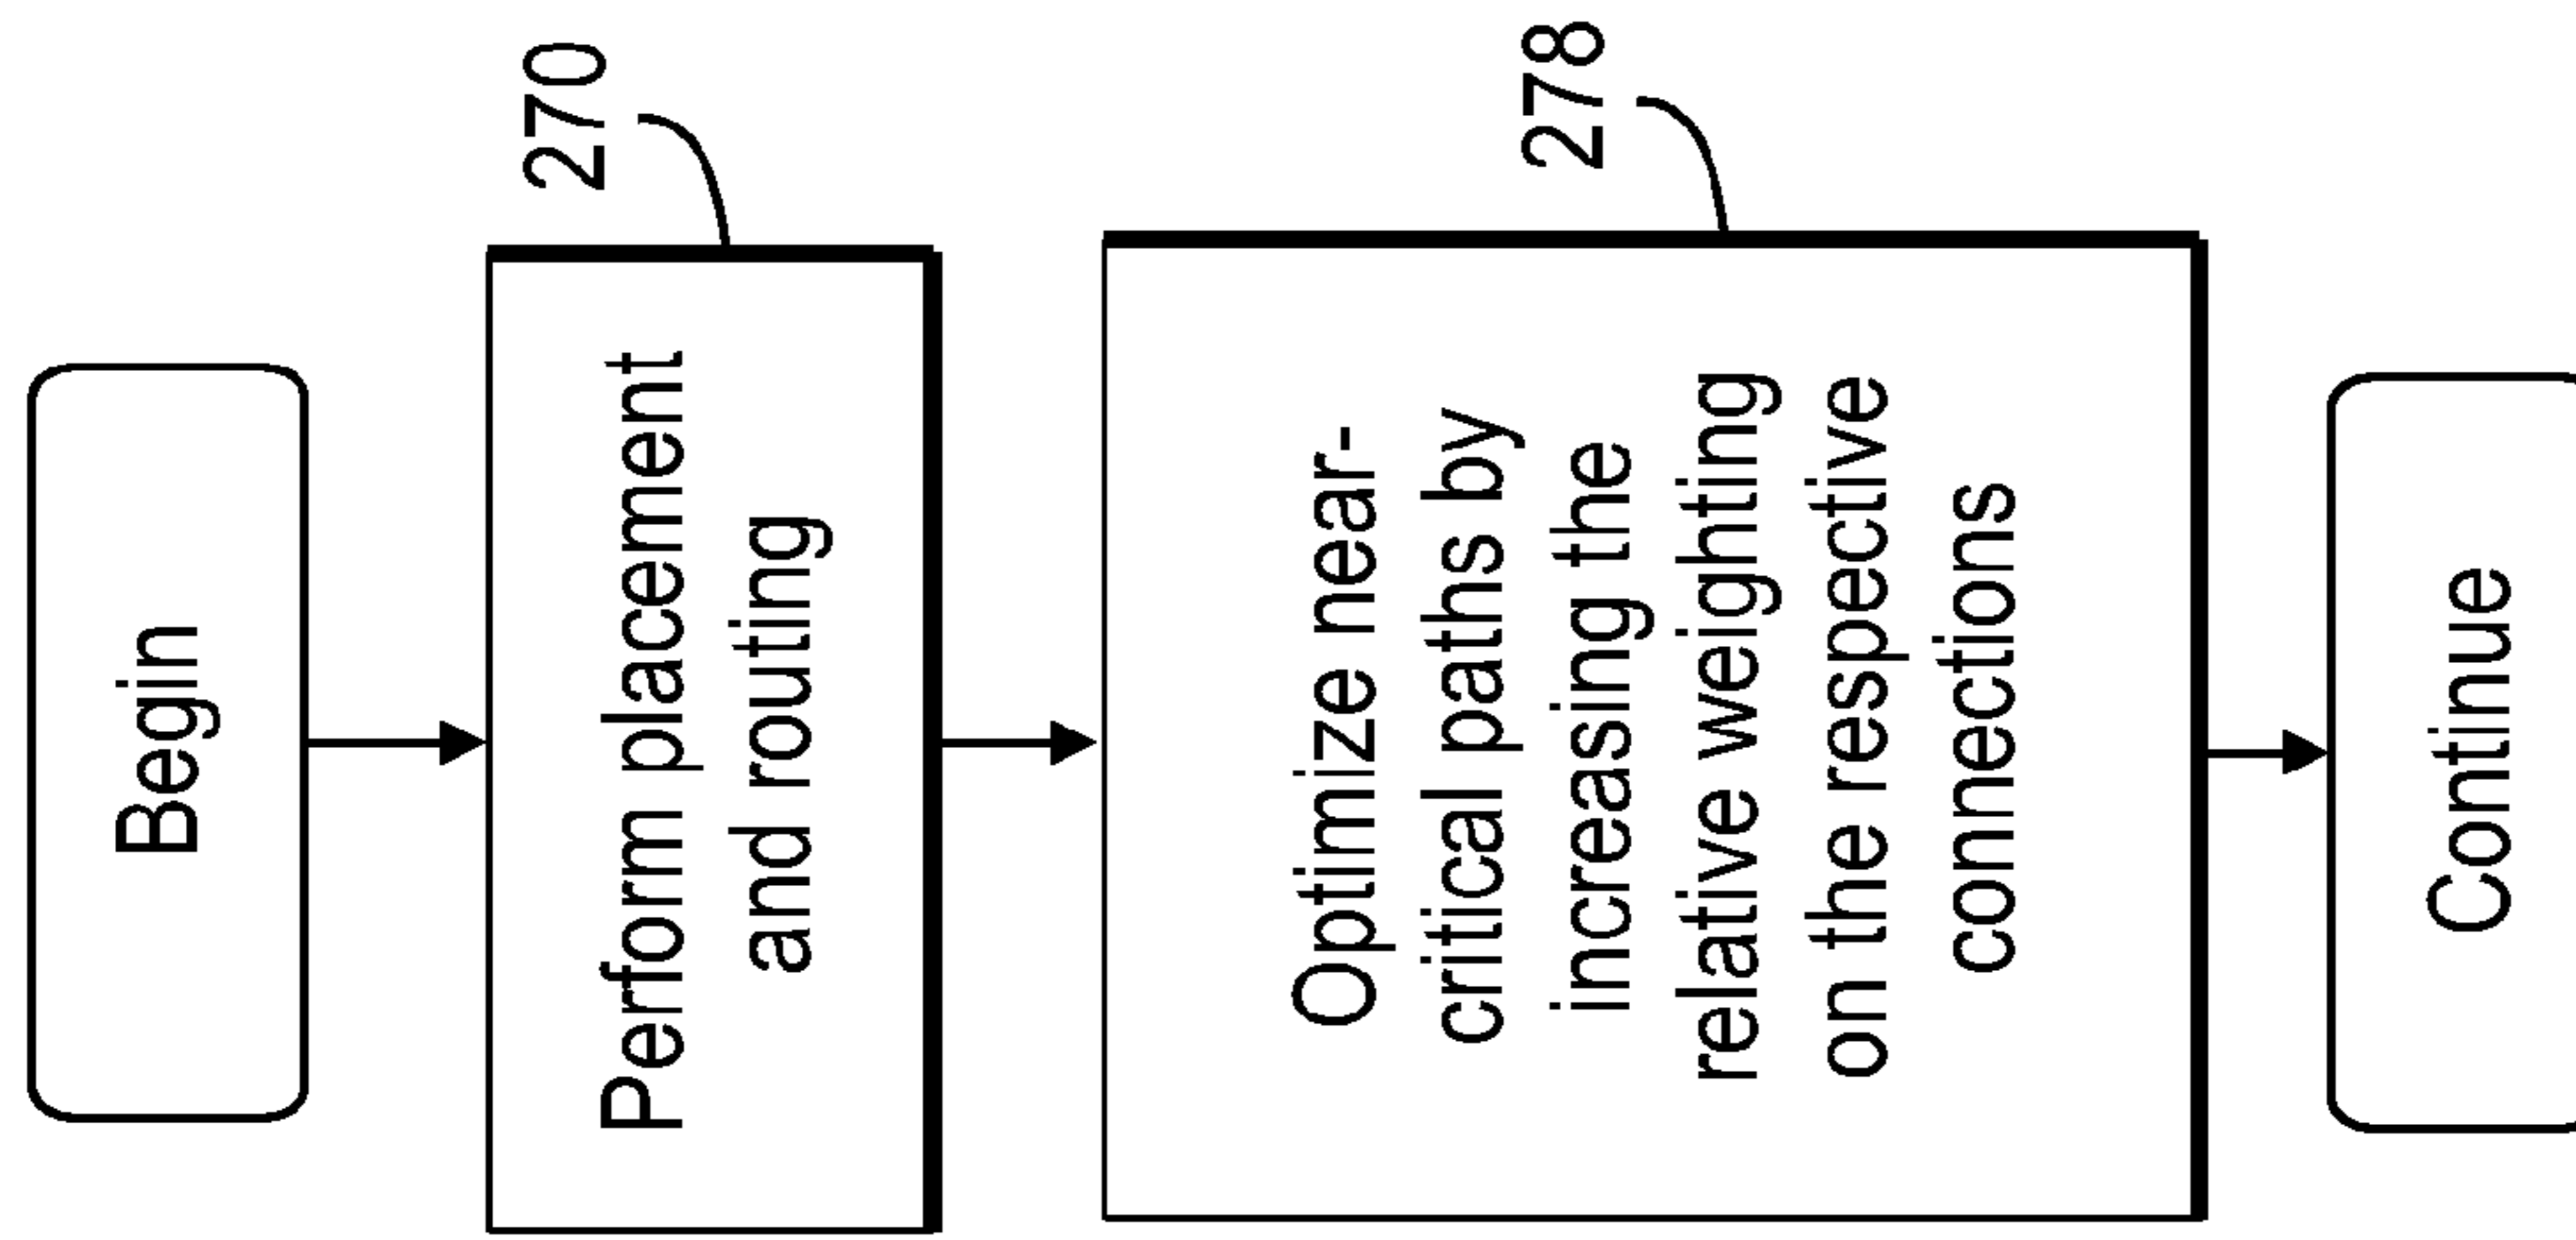 Begin
270
Perform placement
and routing
278
Optimize near-
critical paths by
increasing the
relative weighting
on the respective
connections
Continue